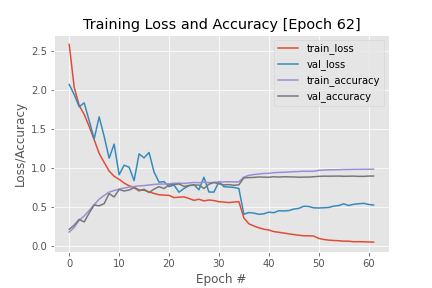 Training Loss and Accuracy [Epoch 62]
train_loss
val_loss
train_accuracy
val_accuracy
2.5
2.0
1.5
1.0
0.5
0.0
Loss/Accuracy
0 10 20 30 40 50 60
Epoch #